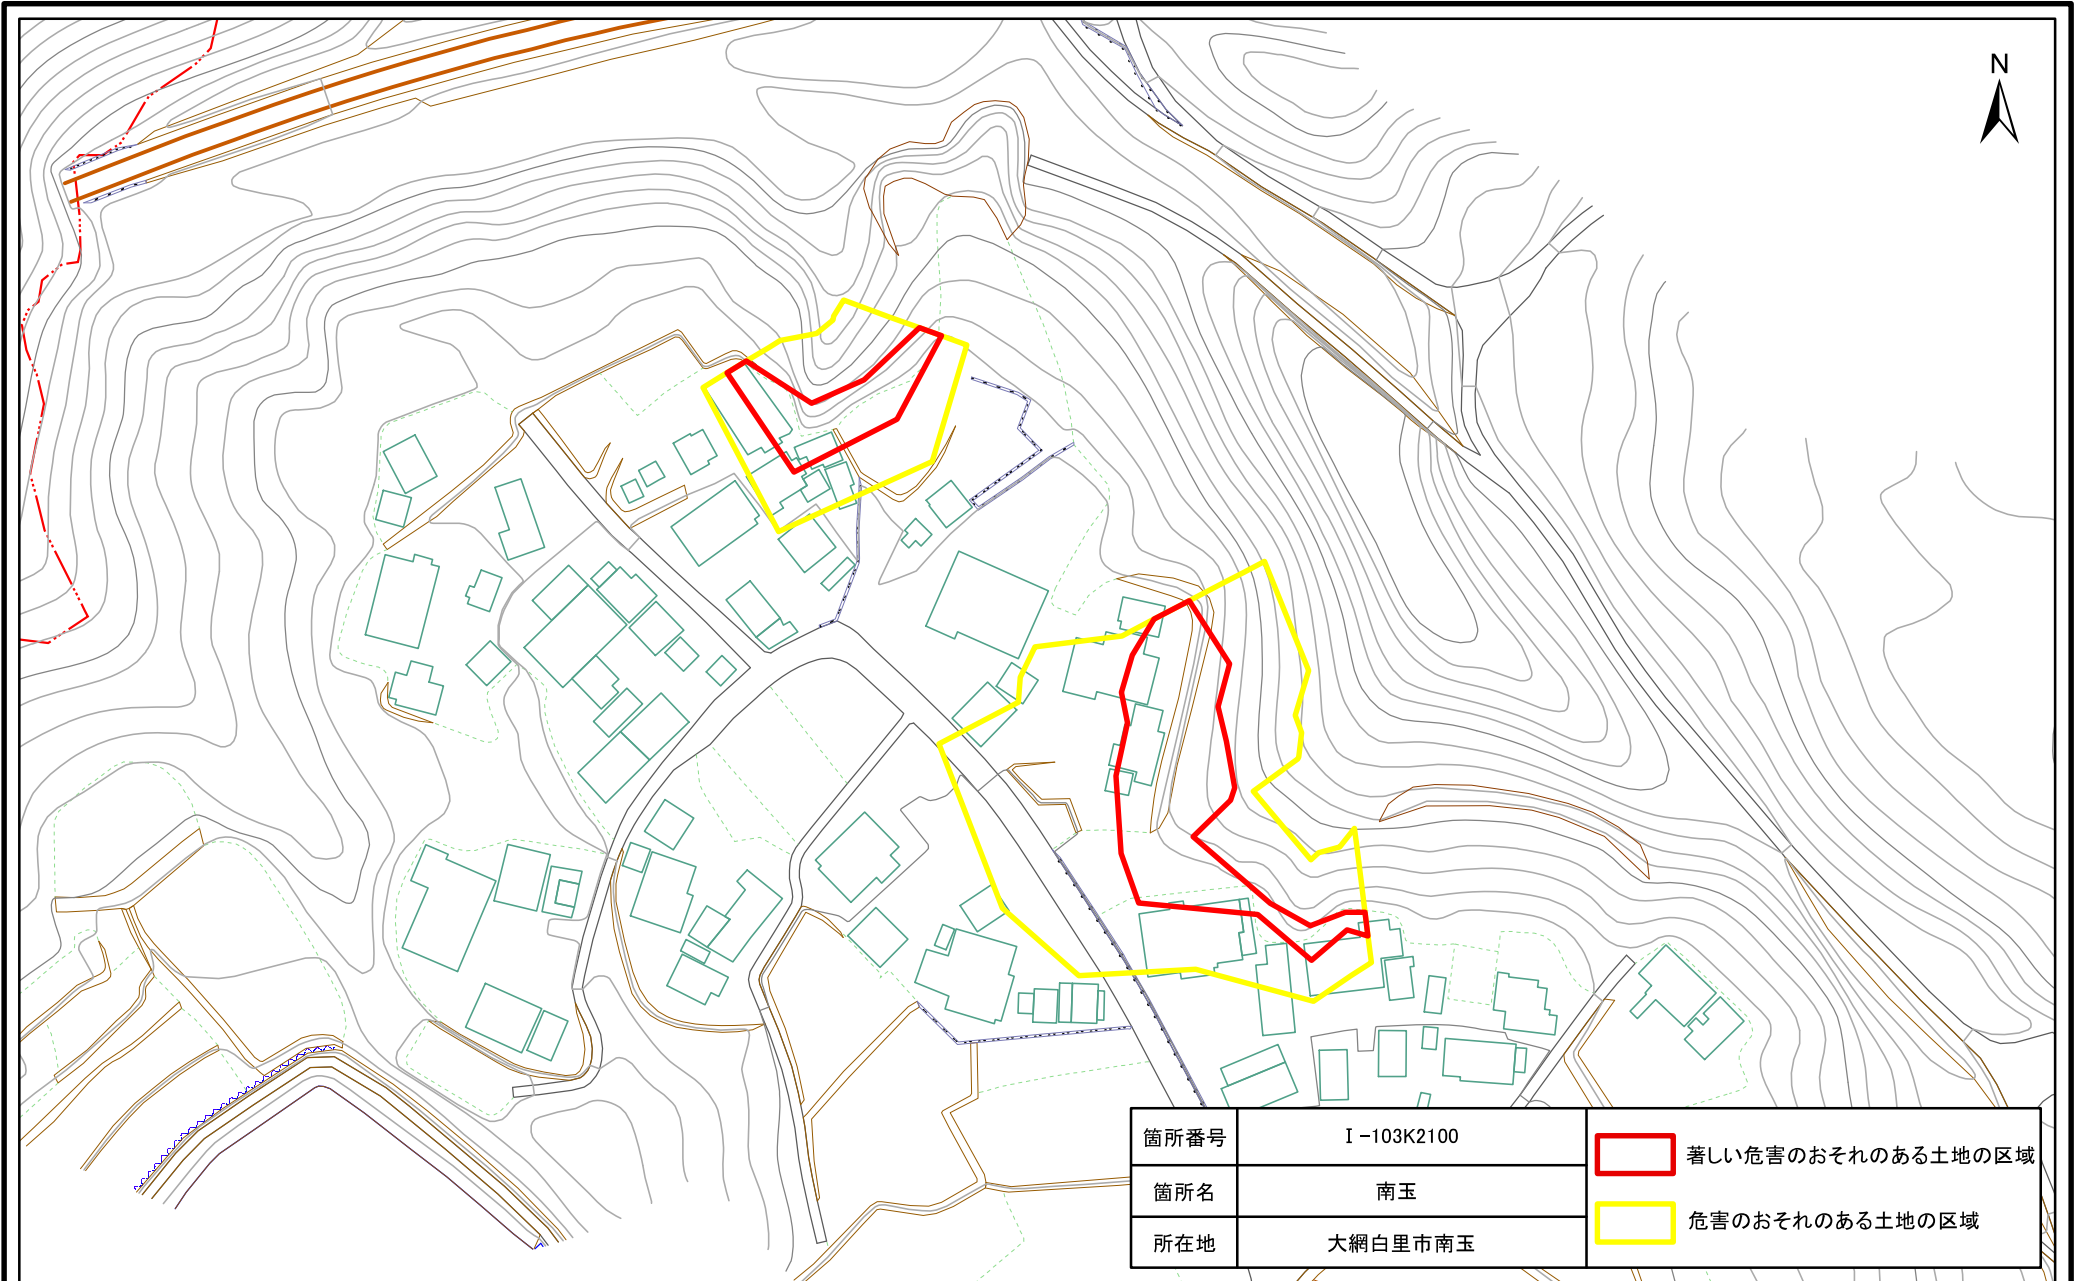 N
箇所番号 Ⅰ-103K2100
箇所名 南玉
所在地 大網白里市南玉
著しい危害のおそれのある土地の区域
危害のおそれのある土地の区域